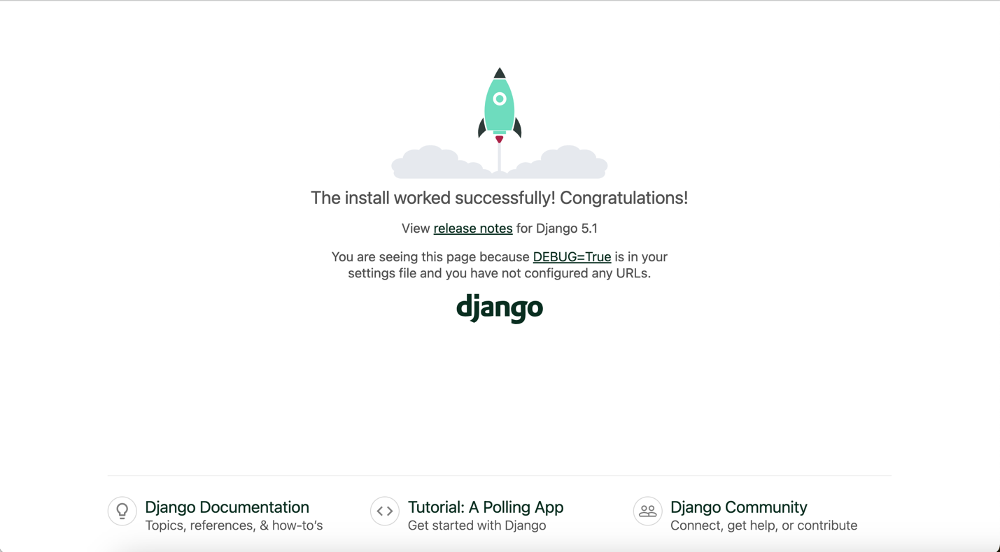 The install worked successfully! Congratulations!
View release notes for Django 5.1
You are seeing this page because DEBUG=True is in your
settings file and you have not configured any URLs.
django
Django Documentation
Topics, references, & how-to’s
Tutorial: A Polling App
Get started with Django
Django Community
Connect, get help, or contribute